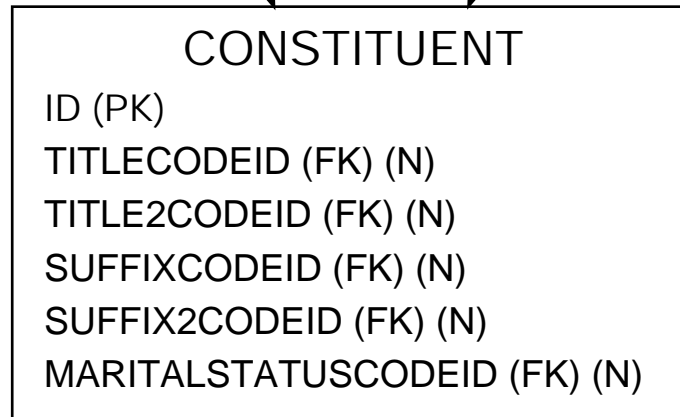 CONSTITUENT
ID (PK)
TITLECODEID (FK) (N)
TITLE2CODEID (FK) (N)
SUFFIXCODEID (FK) (N)
SUFFIX2CODEID (FK) (N)
MARITALSTATUSCODEID (FK) (N)